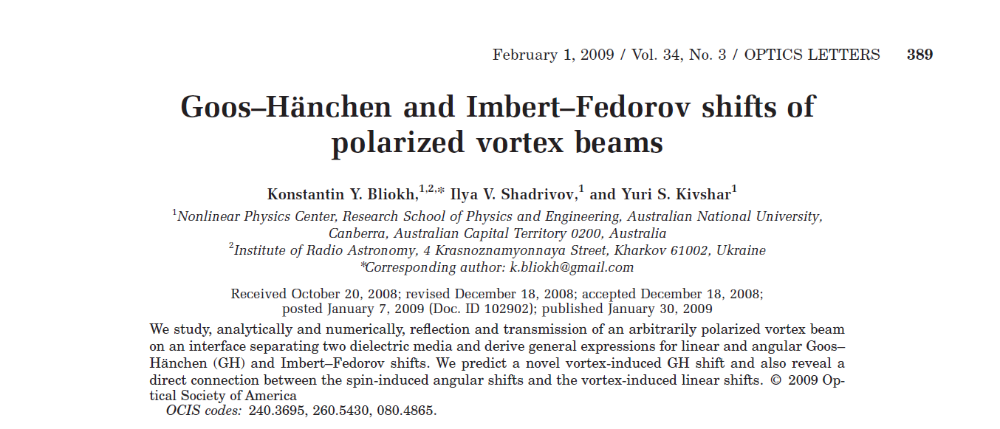 February 1, 2009 / Vol. 34, No. 3 / OPTICS LETTERS 389
Goos–Hänchen and Imbert–Fedorov shifts of
polarized vortex beams
Konstantin Y. Bliokh,1,2,* Ilya V. Shadrivov,1 and Yuri S. Kivshar1
1Nonlinear Physics Center, Research School of Physics and Engineering, Australian National University,
Canberra, Australian Capital Territory 0200, Australia
2Institute of Radio Astronomy, 4 Krasnoznamyonnaya Street, Kharkov 61002, Ukraine
*Corresponding author: k.bliokh@gmail.com
Received October 20, 2008; revised December 18, 2008; accepted December 18, 2008;
posted January 7, 2009 (Doc. ID 102902); published January 30, 2009
We study, analytically and numerically, reflection and transmission of an arbitrarily polarized vortex beam
on an interface separating two dielectric media and derive general expressions for linear and angular Goos–
Hänchen (GH) and Imbert–Fedorov shifts. We predict a novel vortex-induced GH shift and also reveal a
direct connection between the spin-induced angular shifts and the vortex-induced linear shifts. © 2009 Op-
tical Society of America
OCIS codes: 240.3695, 260.5430, 080.4865.